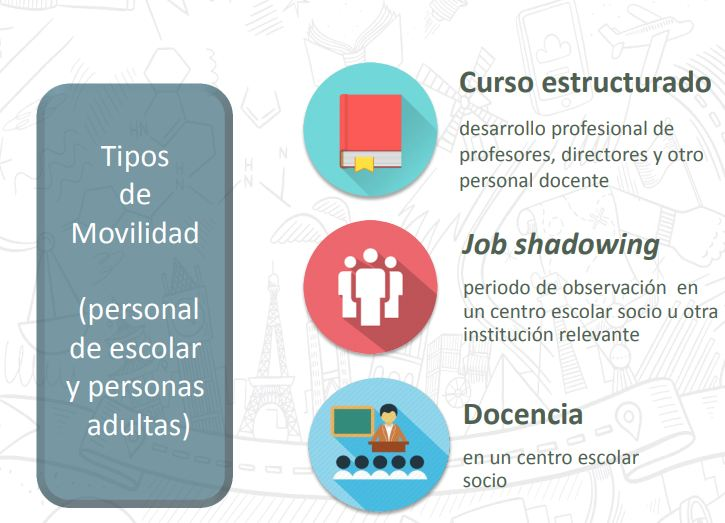 Tipos
de
Movilidad
(personal
de escolar
y personas
adultas)
Curso estructurado
desarrollo profesional de
profesores, directores y otro
personal docente
Job shadowing
periodo de observación en
un centro escolar socio u otra
institución relevante
Docencia
en un centro escolar
socio